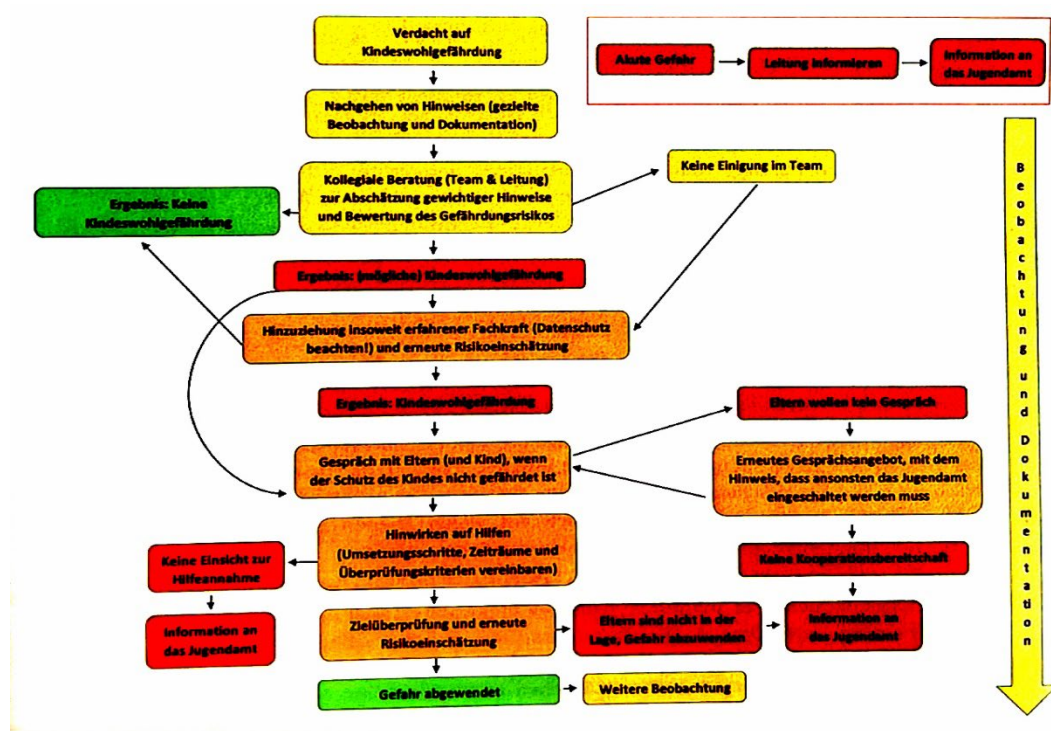 Verdacht auf
Kindeswohlgefährdung
Akute Gefahr
Leitung informieren
Information an
das Jugendamt
Nachgehen von Hinweisen (gezielte
Beobachtung und Dokumentation)
Kollegiale Beratung (Team & Leitung)
zur Abschätzung gewichtiger Hinweise
und Bewertung des Gefährdungsrisikos
Keine Einigung im Team
Ergebnis: Keine
Kindeswohlgefährdung
Ergebnis: (mögliche) Kindeswohlgefährdung
Hinzuziehung insoweit erfahrener Fachkraft (Datenschutz
beachten!) und erneute Risikoeinschätzung
Ergebnis: Kindeswohlgefährdung
Eltern wollen kein Gespräch
Gespräch mit Eltern (und Kind), wenn
der Schutz des Kindes nicht gefährdet ist
Erneutes Gesprächsangebot, mit dem
Hinweis, dass ansonsten das Jugendamt
eingeschaltet werden muss
Hinwirken auf Hilfen
(Umsetzungsschritte, Zeiträume und
Überprüfungskriterien vereinbaren)
Keine Einsicht zur
Hilfeannahme
Keine Kooperationsbereitschaft
Information an
das Jugendamt
Zielüberprüfung und erneute
Risikoeinschätzung
Eltern sind nicht in der
Lage, Gefahr abzuwenden
Information an
das Jugendamt
Gefahr abgewendet
Weitere Beobachtung
Beobachtung und Dokumentation